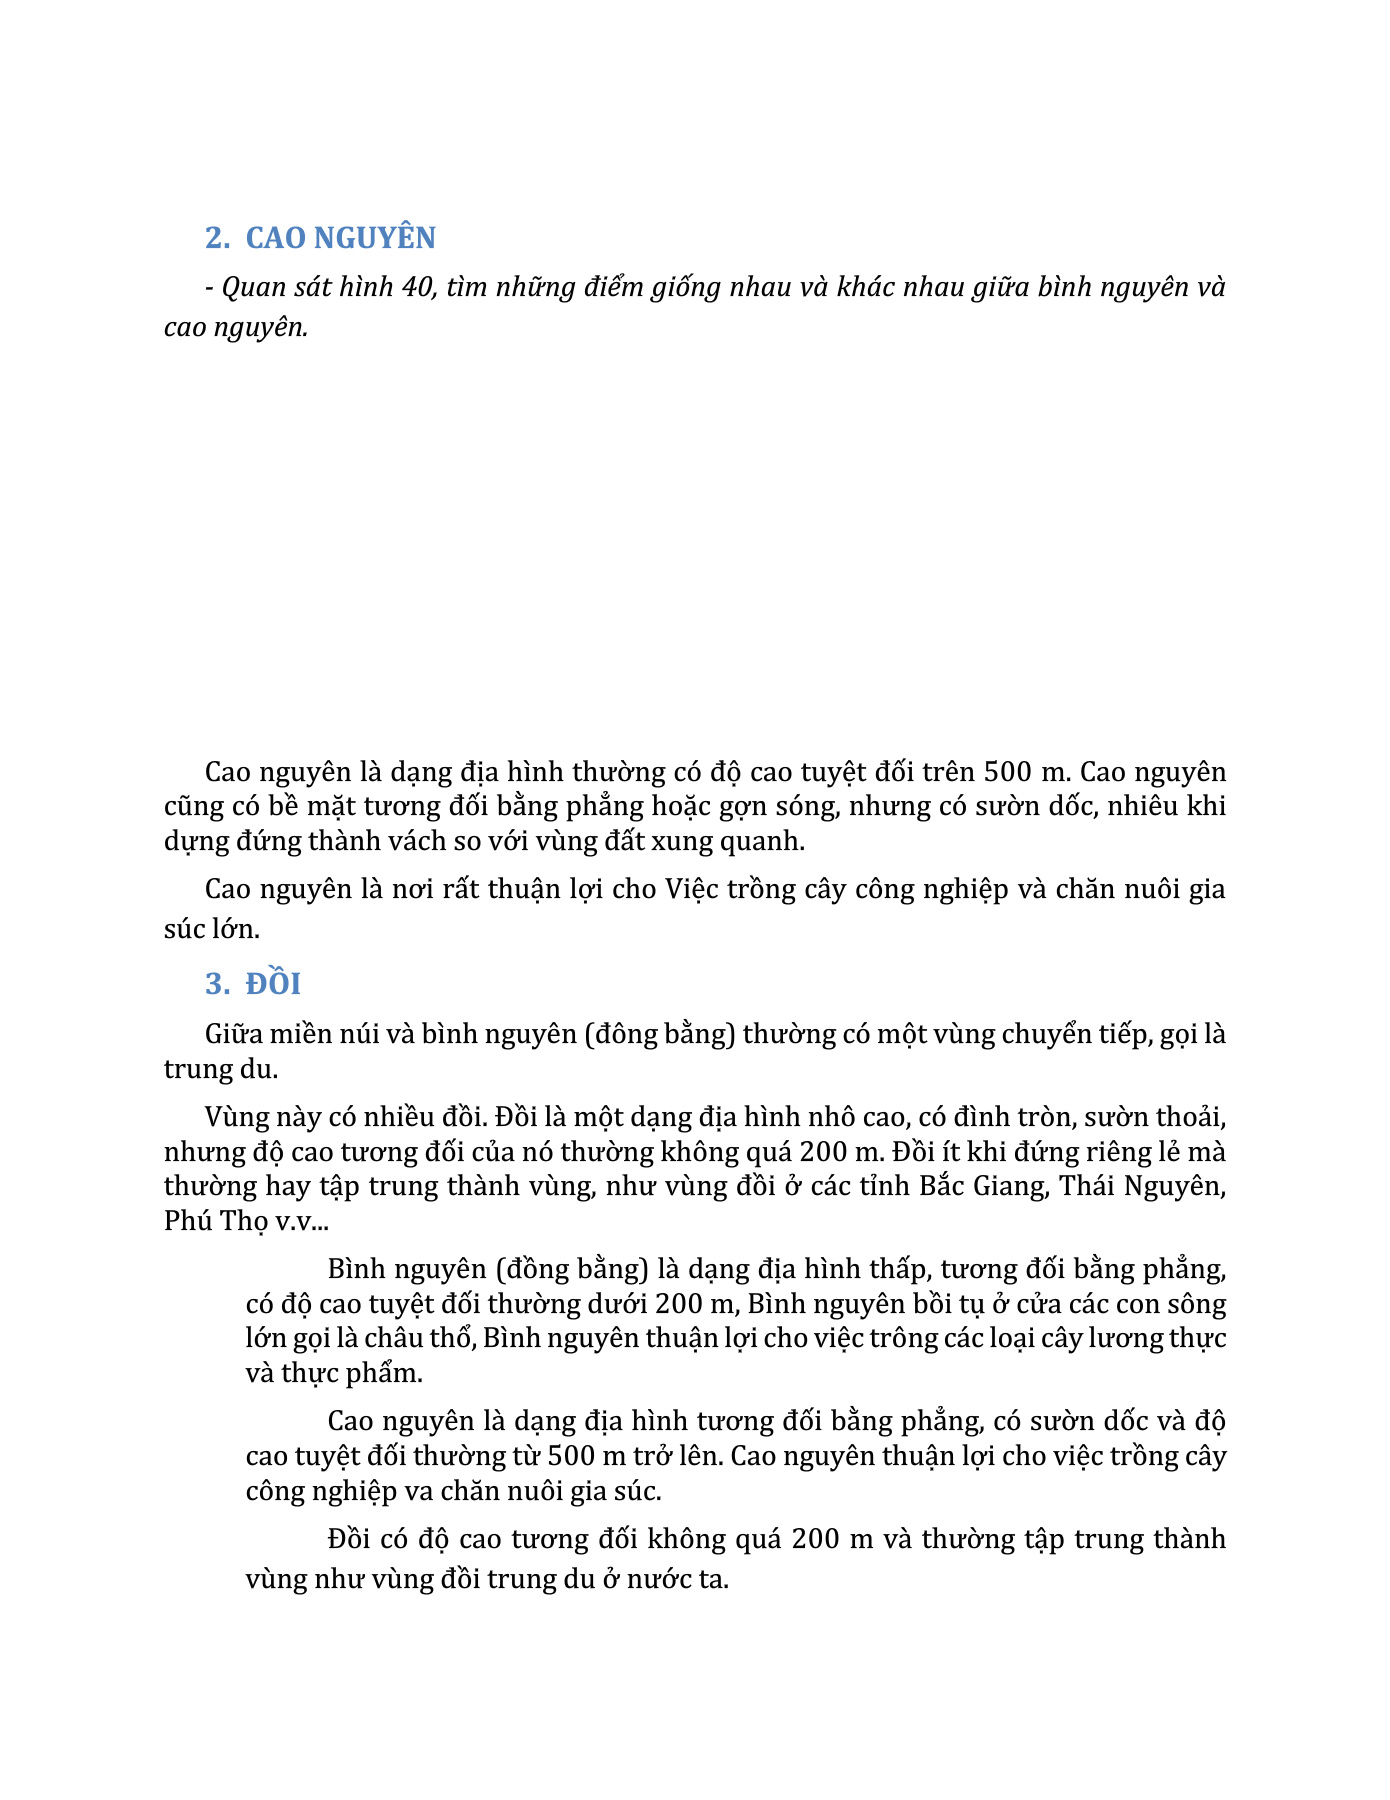 2. CAO NGUYÊN
- Quan sát hình 40, tìm những điểm giống nhau và khác nhau giữa bình nguyên và
cao nguyên.
Cao nguyên là dạng địa hình thường có độ cao tuyệt đối trên 500 m. Cao nguyên
cũng có bề mặt tương đối bằng phẳng hoặc gợn sóng, nhưng có sườn dốc, nhiêu khi
dựng đứng thành vách so với vùng đất xung quanh.
Cao nguyên là nơi rất thuận lợi cho Việc trồng cây công nghiệp và chăn nuôi gia
súc lớn.
3. ĐỒI
Giữa miền núi và bình nguyên (đông bằng) thường có một vùng chuyển tiếp, gọi là
trung du.
Vùng này có nhiều đồi. Đồi là một dạng địa hình nhô cao, có đình tròn, sườn thoải,
nhưng độ cao tương đối của nó thường không quá 200 m. Đồi ít khi đứng riêng lẻ mà
thường hay tập trung thành vùng, như vùng đồi ở các tỉnh Bắc Giang, Thái Nguyên,
Phú Thọ v.v...
Bình nguyên (đồng bằng) là dạng địa hình thấp, tương đối bằng phẳng,
có độ cao tuyệt đối thường dưới 200 m, Bình nguyên bồi tụ ở cửa các con sông
lớn gọi là châu thổ, Bình nguyên thuận lợi cho việc trông các loại cây lương thực
và thực phẩm.
Cao nguyên là dạng địa hình tương đối bằng phẳng, có sườn dốc và độ
cao tuyệt đối thường từ 500 m trở lên. Cao nguyên thuận lợi cho việc trồng cây
công nghiệp va chăn nuôi gia súc.
Đồi có độ cao tương đối không quá 200 m và thường tập trung thành
vùng như vùng đồi trung du ở nước ta.